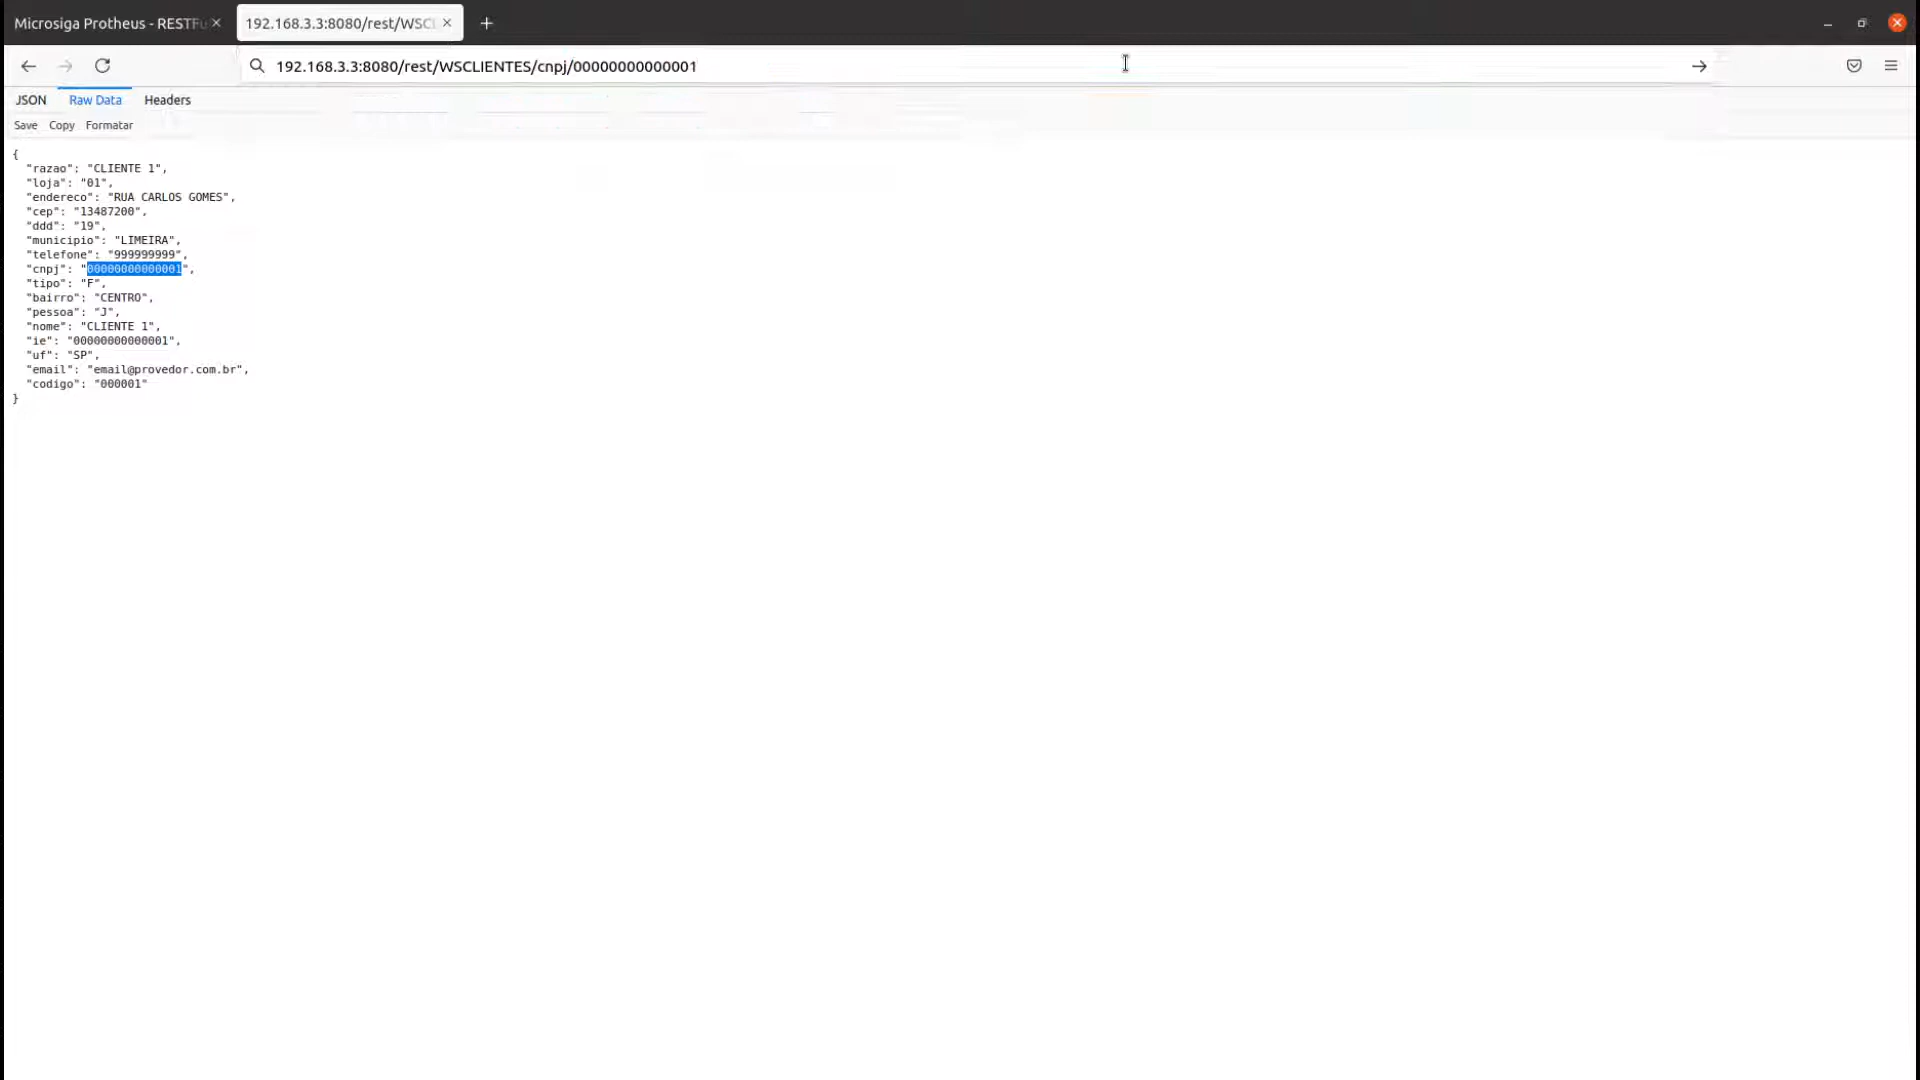 Microsiga Protheus - RESTFu
192.168.3.3:8080/rest/WSCL
192.168.3.3:8080/rest/WSCLIENTES/cnpj/00000000000001
JSON Raw Data Headers
Save Copy Formatar
{
"razao": "CLIENTE 1",
"loja": "01",
"endereco": "RUA CARLOS GOMES",
"cep": "13487200",
"ddd": "19",
"municipio": "LIMEIRA",
"telefone": "999999999",
"cnpj": "00000000000001",
"tipo": "F",
"bairro": "CENTRO",
"pessoa": "J",
"nome": "CLIENTE 1",
"ie": "00000000000001",
"uf": "SP",
"email": "email@provedor.com.br",
"codigo": "000001"
}